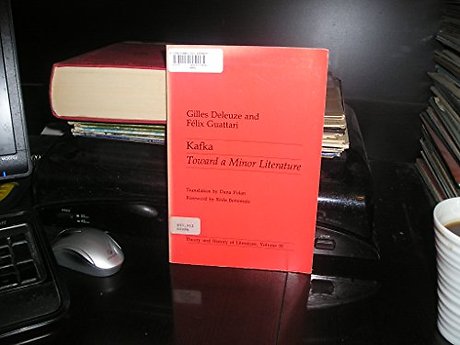 Gilles Deleuze and
Félix Guattari
Kafka
Toward a Minor Literature
Translation by Dana Polan
Foreword by Réda Bensmaïa
Theory and History of Literature, Volume 30